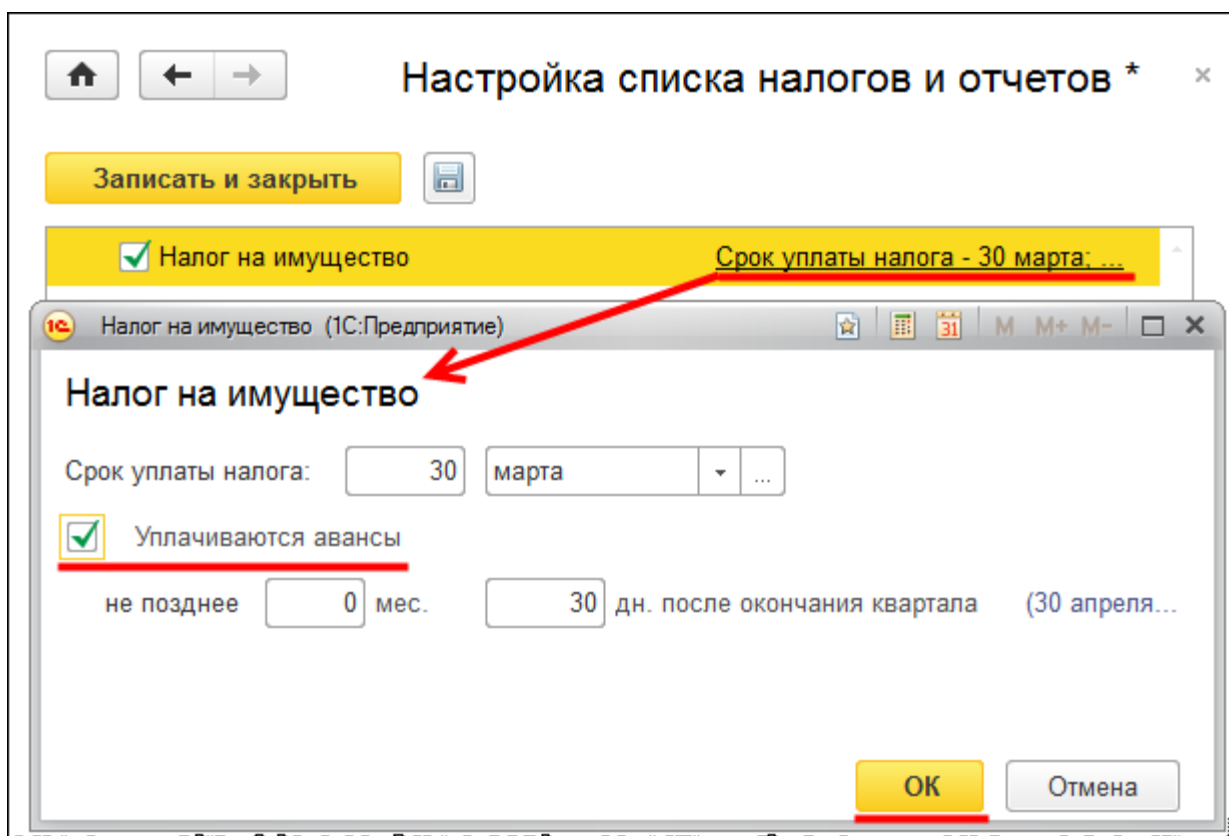 Настройка списка налогов и отчетов *
Записать и закрыть
Налог на имущество Срок уплаты налога - 30 марта; ...
1С Налог на имущество (1С:Предприятие) 31 M M+ M-
Налог на имущество
Срок уплаты налога: 30 марта ...
Уплачиваются авансы
не позднее 0 мес. 30 дн. после окончания квартала (30 апреля...
ОК Отмена